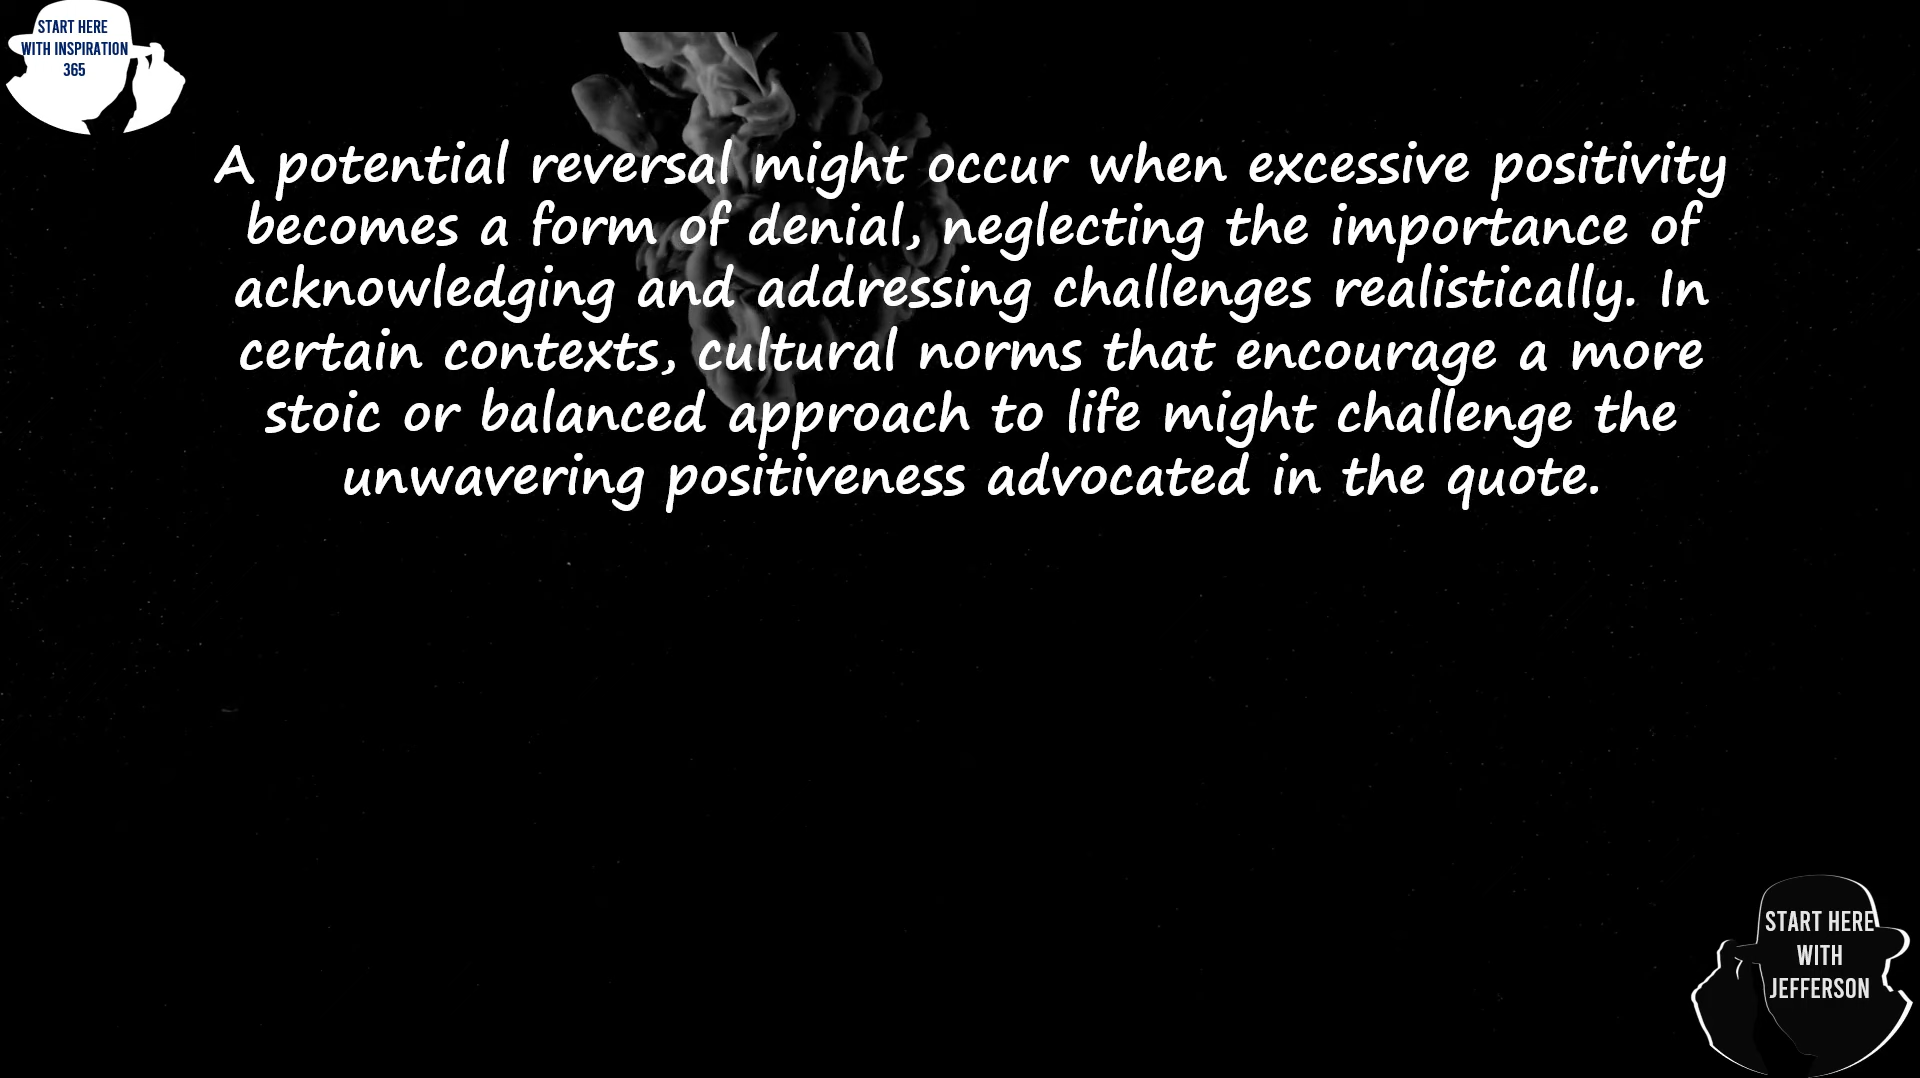 START HERE
WITH INSPIRATION
365
A potential reversal might occur when excessive positivity
becomes a form of denial, neglecting the importance of
acknowledging and addressing challenges realistically. In
certain contexts, cultural norms that encourage a more
stoic or balanced approach to life might challenge the
unwavering positiveness advocated in the quote.
START HERE
WITH
JEFFERSON